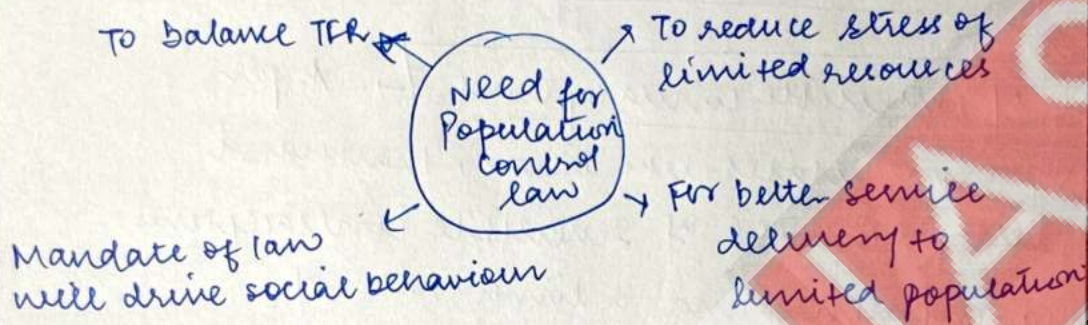 To balance TFR
Need for
Population
control
law
To reduce stress of
limited resources
For better service
delivery to
limited population
Mandate of law
will drive social behaviour